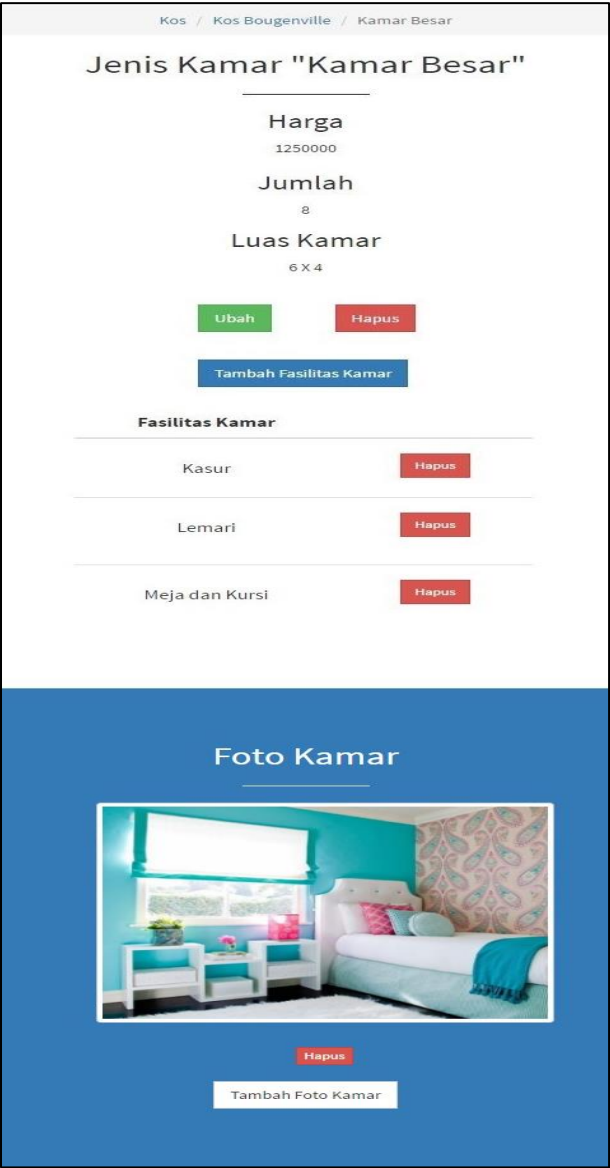 Kos / Kos Bougenville / Kamar Besar
Jenis Kamar "Kamar Besar"
Harga
1250000
Jumlah
8
Luas Kamar
6 X 4
Ubah Hapus
Tambah Fasilitas Kamar
Fasilitas Kamar
Kasur Hapus
Lemari Hapus
Meja dan Kursi Hapus
Foto Kamar
Hapus
Tambah Foto Kamar